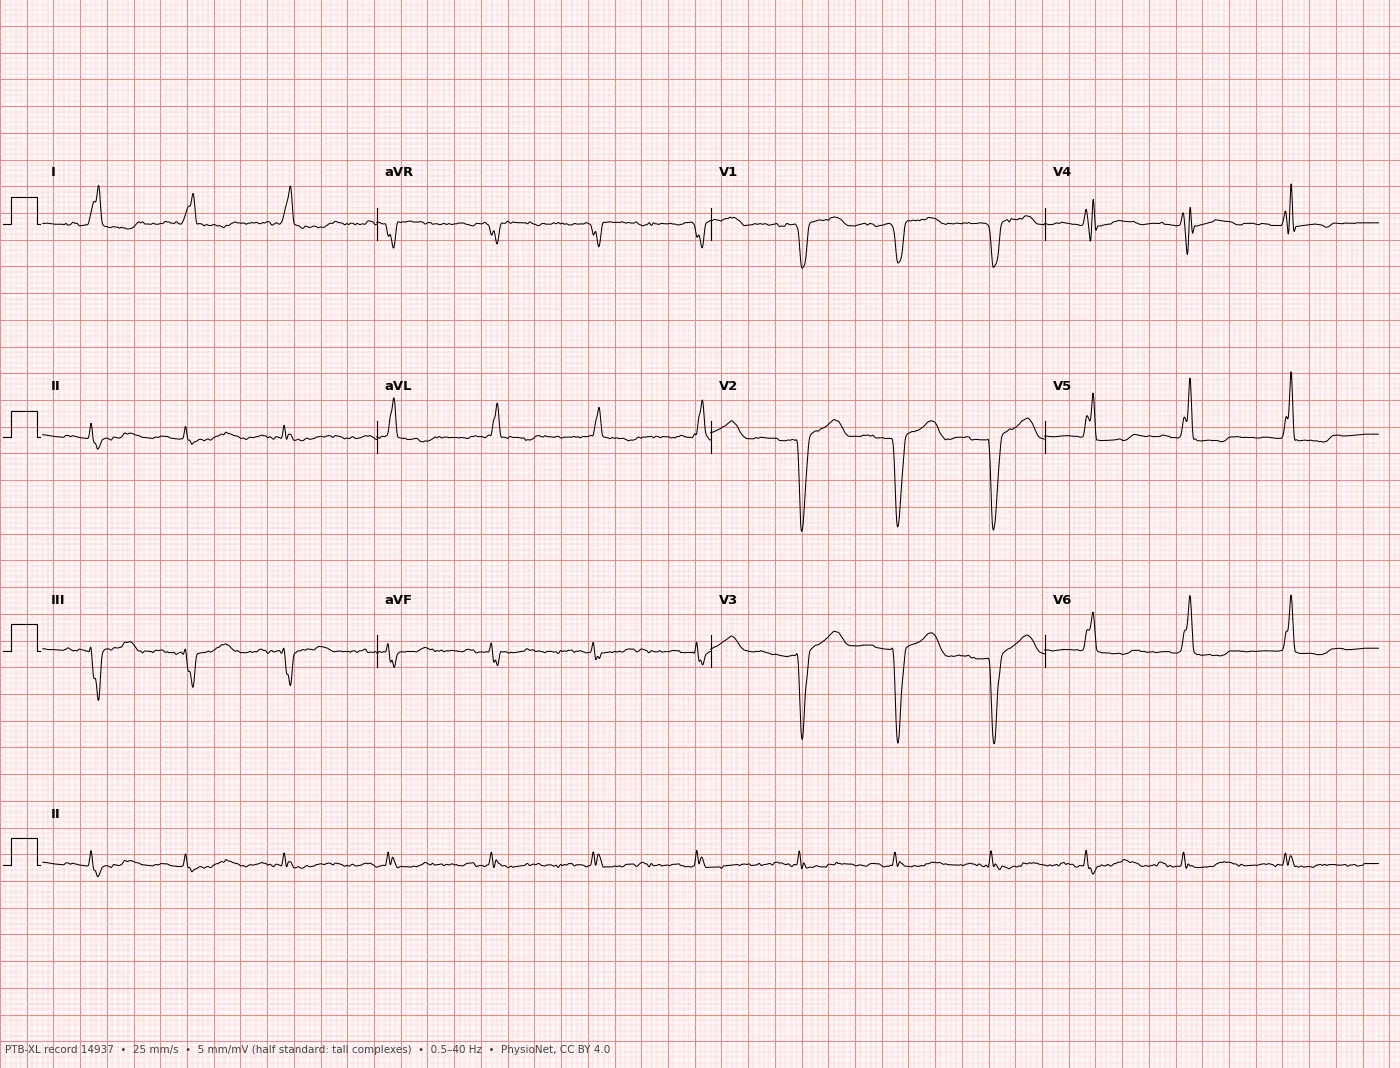 I aVR V1 V4
II aVL V2 V5
III aVF V3 V6
II
PTB-XL record 14937 • 25 mm/s • 5 mm/mV (half standard: tall complexes) • 0.5–40 Hz • PhysioNet, CC BY 4.0